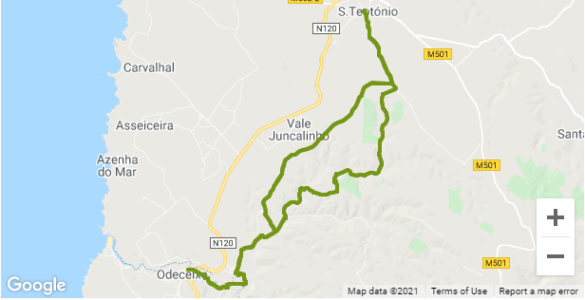 S.Teotónio
N120
M501
Carvalhal
Vale
Juncalinho
Asseiceira
Azenha
do Mar
M501
N120
Odeceixe
M501
+
−
Google
Map data ©2021 Terms of Use Report a map error